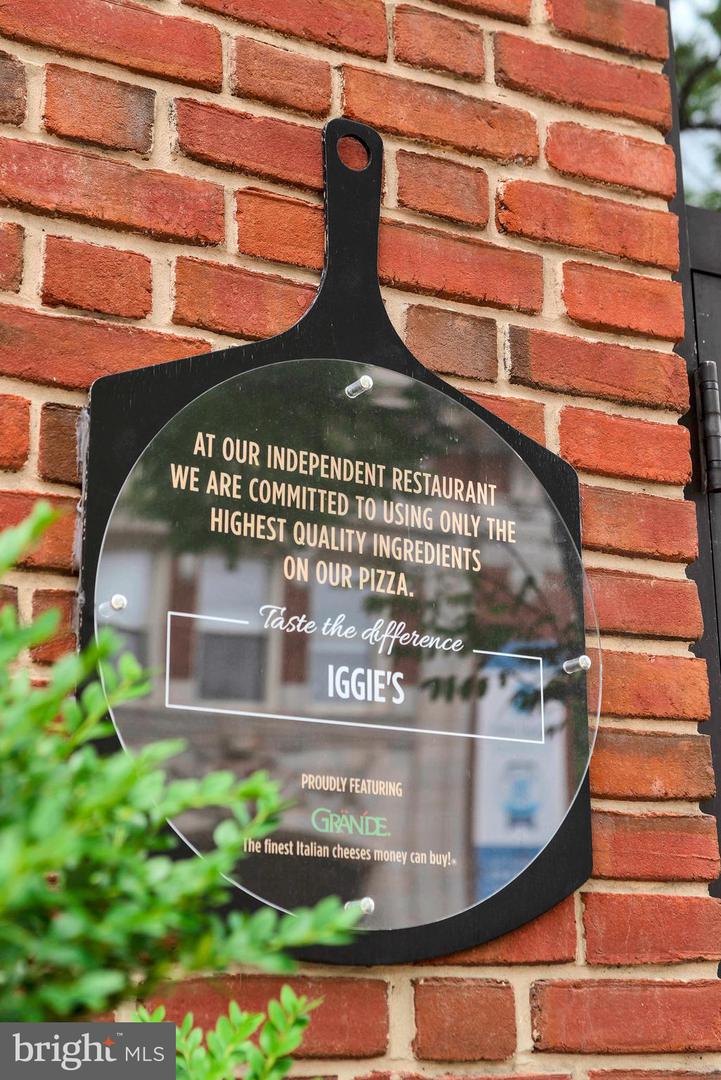 AT OUR INDEPENDENT RESTAURANT
WE ARE COMMITTED TO USING ONLY THE
HIGHEST QUALITY INGREDIENTS
ON OUR PIZZA.
Taste the difference
IGGIE'S
PROUDLY FEATURING
GRANDE
The finest Italian cheeses money can buy!
bright™ MLS